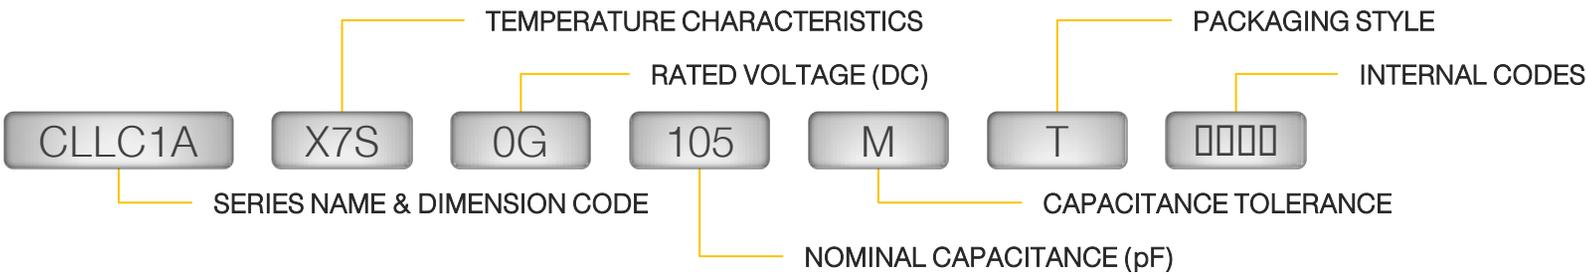 TEMPERATURE CHARACTERISTICS
PACKAGING STYLE
RATED VOLTAGE (DC)
INTERNAL CODES
CLLC1A X7S 0G 105 M T □□□□
SERIES NAME & DIMENSION CODE
CAPACITANCE TOLERANCE
NOMINAL CAPACITANCE (pF)